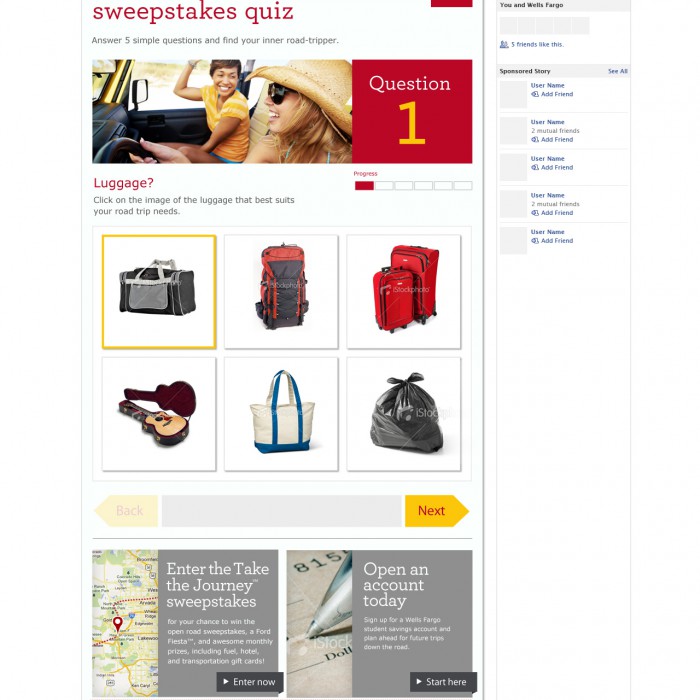 sweepstakes quiz
Answer 5 simple questions and find your inner road-tripper.
Question
1
Luggage?
Click on the image of the luggage that best suits
your road trip needs.
Progress
iStockphoto
iStockphoto
iStock
Back
Next
Enter the Take
the Journey℠
sweepstakes
for your chance to win the
open road sweepstakes, a Ford
Fiesta™, and awesome monthly
prizes, including fuel, hotel,
and transportation gift cards!
Enter now
8150
iStockphoto
Open an
account
today
Sign up for a Wells Fargo
student savings account and
plan ahead for future trips
down the road.
Start here
You and Wells Fargo
5 friends like this.
Sponsored Story
See All
User Name
Add Friend
User Name
2 mutual friends
Add Friend
User Name
Add Friend
User Name
2 mutual friends
Add Friend
User Name
Add Friend